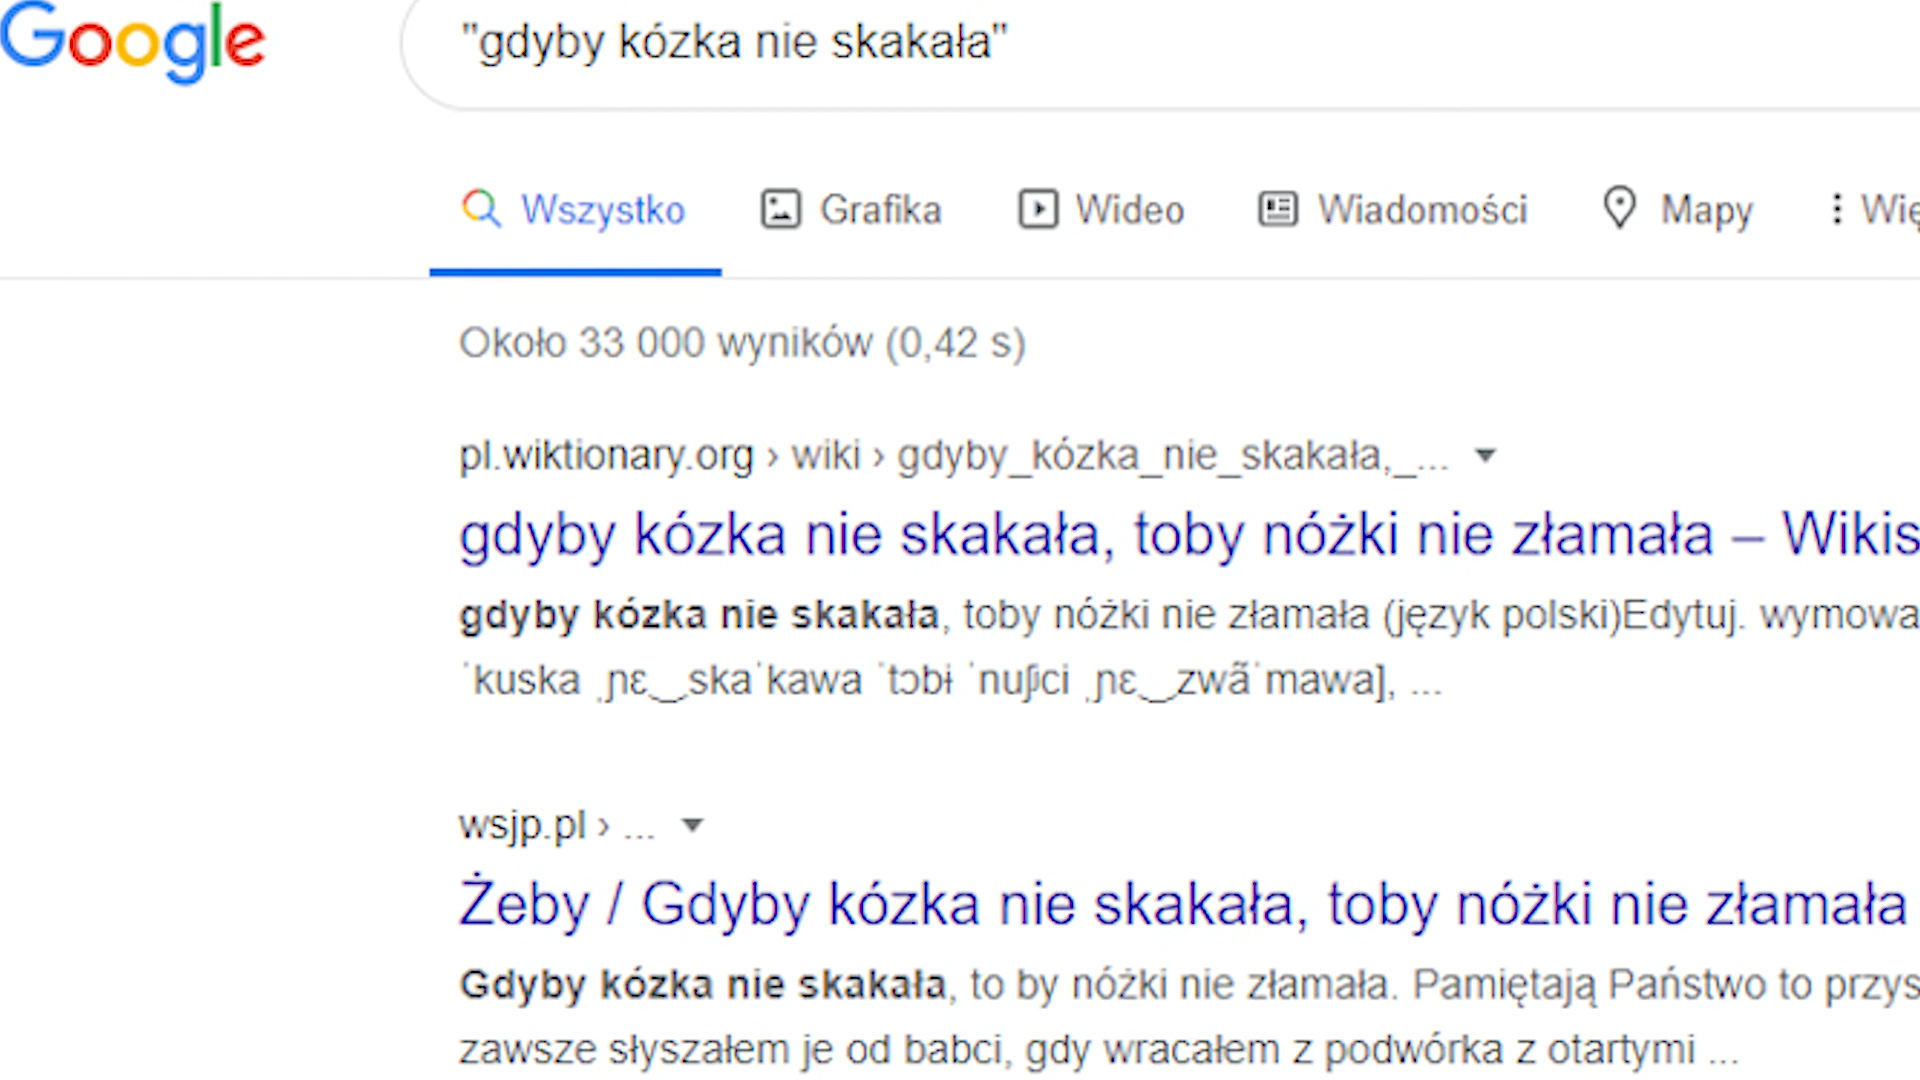 Google
"gdyby kózka nie skakała"
Wszystko Grafika Wideo Wiadomości Mapy Wię
Około 33 000 wyników (0,42 s)
pl.wiktionary.org › wiki › gdyby_kózka_nie_skakała,_...
gdyby kózka nie skakała, toby nóżki nie złamała – Wikis
gdyby kózka nie skakała, toby nóżki nie złamała (język polski)Edytuj. wymowa
ˈkuska ˌɲɛ‿skaˈkawa ˈtɔbɨ ˈnuʃʲci ˌɲɛ‿zwãˈmawa], ...
wsjp.pl › ...
Żeby / Gdyby kózka nie skakała, toby nóżki nie złamała
Gdyby kózka nie skakała, to by nóżki nie złamała. Pamiętają Państwo to przys
zawsze słyszałem je od babci, gdy wracałem z podwórka z otartymi ...